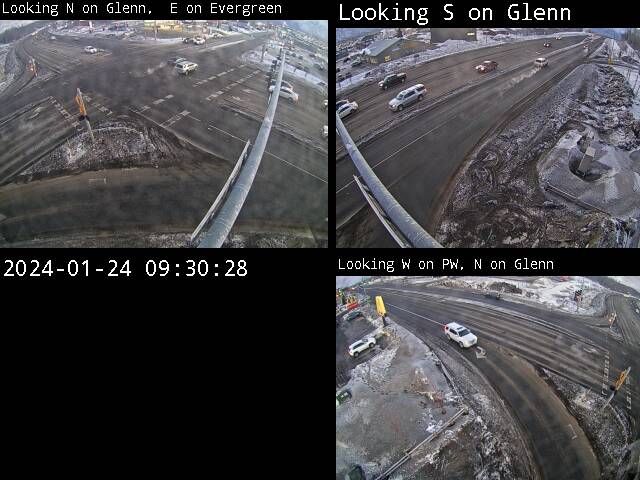 Looking N on Glenn,  E on Evergreen
Looking S on Glenn
2024-01-24 09:30:28
Looking W on PW, N on Glenn